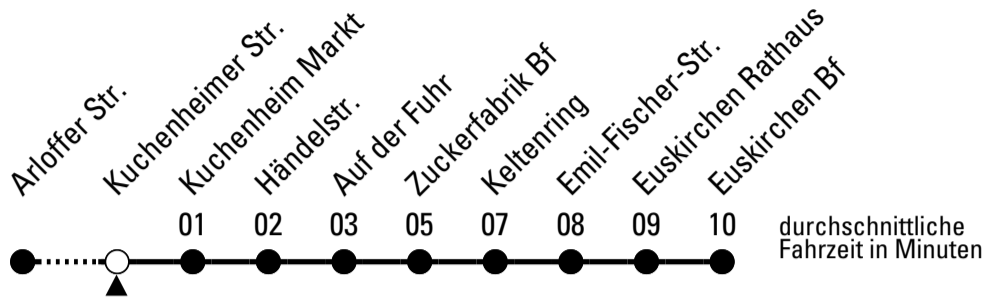 Arloffer Str.
Kuchenheimer Str.
Kuchenheim Markt
Händelstr.
Auf der Fuhr
Zuckerfabrik Bf
Keltenring
Emil-Fischer-Str.
Euskirchen Rathaus
Euskirchen Bf
01 02 03 05 07 08 09 10
durchschnittliche
Fahrzeit in Minuten